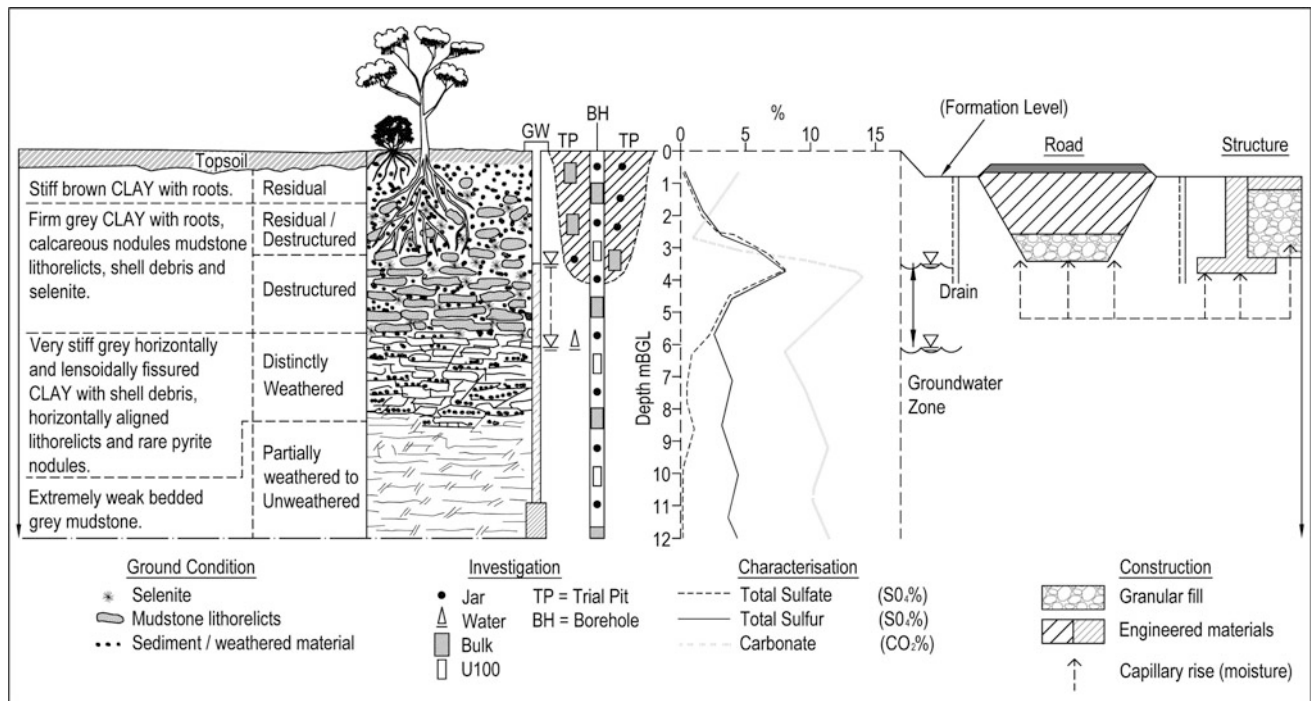 GW
BH
TP
TP
%
0
5
10
15
(Formation Level)
Road
Structure
Topsoil
Stiff brown CLAY with roots.
Residual
Firm grey CLAY with roots,
calcareous nodules mudstone
lithorelicts, shell debris and
selenite.
Residual /
Destructured
Destructured
Very stiff grey horizontally
and lensoidally fissured
CLAY with shell debris,
horizontally aligned
lithorelicts and rare pyrite
nodules.
Distinctly
Weathered
Extremely weak bedded
grey mudstone.
Partially
weathered to
Unweathered
Depth mBGL
0
1
2
3
4
5
6
7
8
9
10
11
12
Drain
Groundwater
Zone
Ground Condition
Selenite
Mudstone lithorelicts
Sediment / weathered material
Investigation
Jar
Water
Bulk
U100
TP = Trial Pit
BH = Borehole
Characterisation
Total Sulfate (S0₄%)
Total Sulfur (S0₄%)
Carbonate (CO₂%)
Construction
Granular fill
Engineered materials
Capillary rise (moisture)